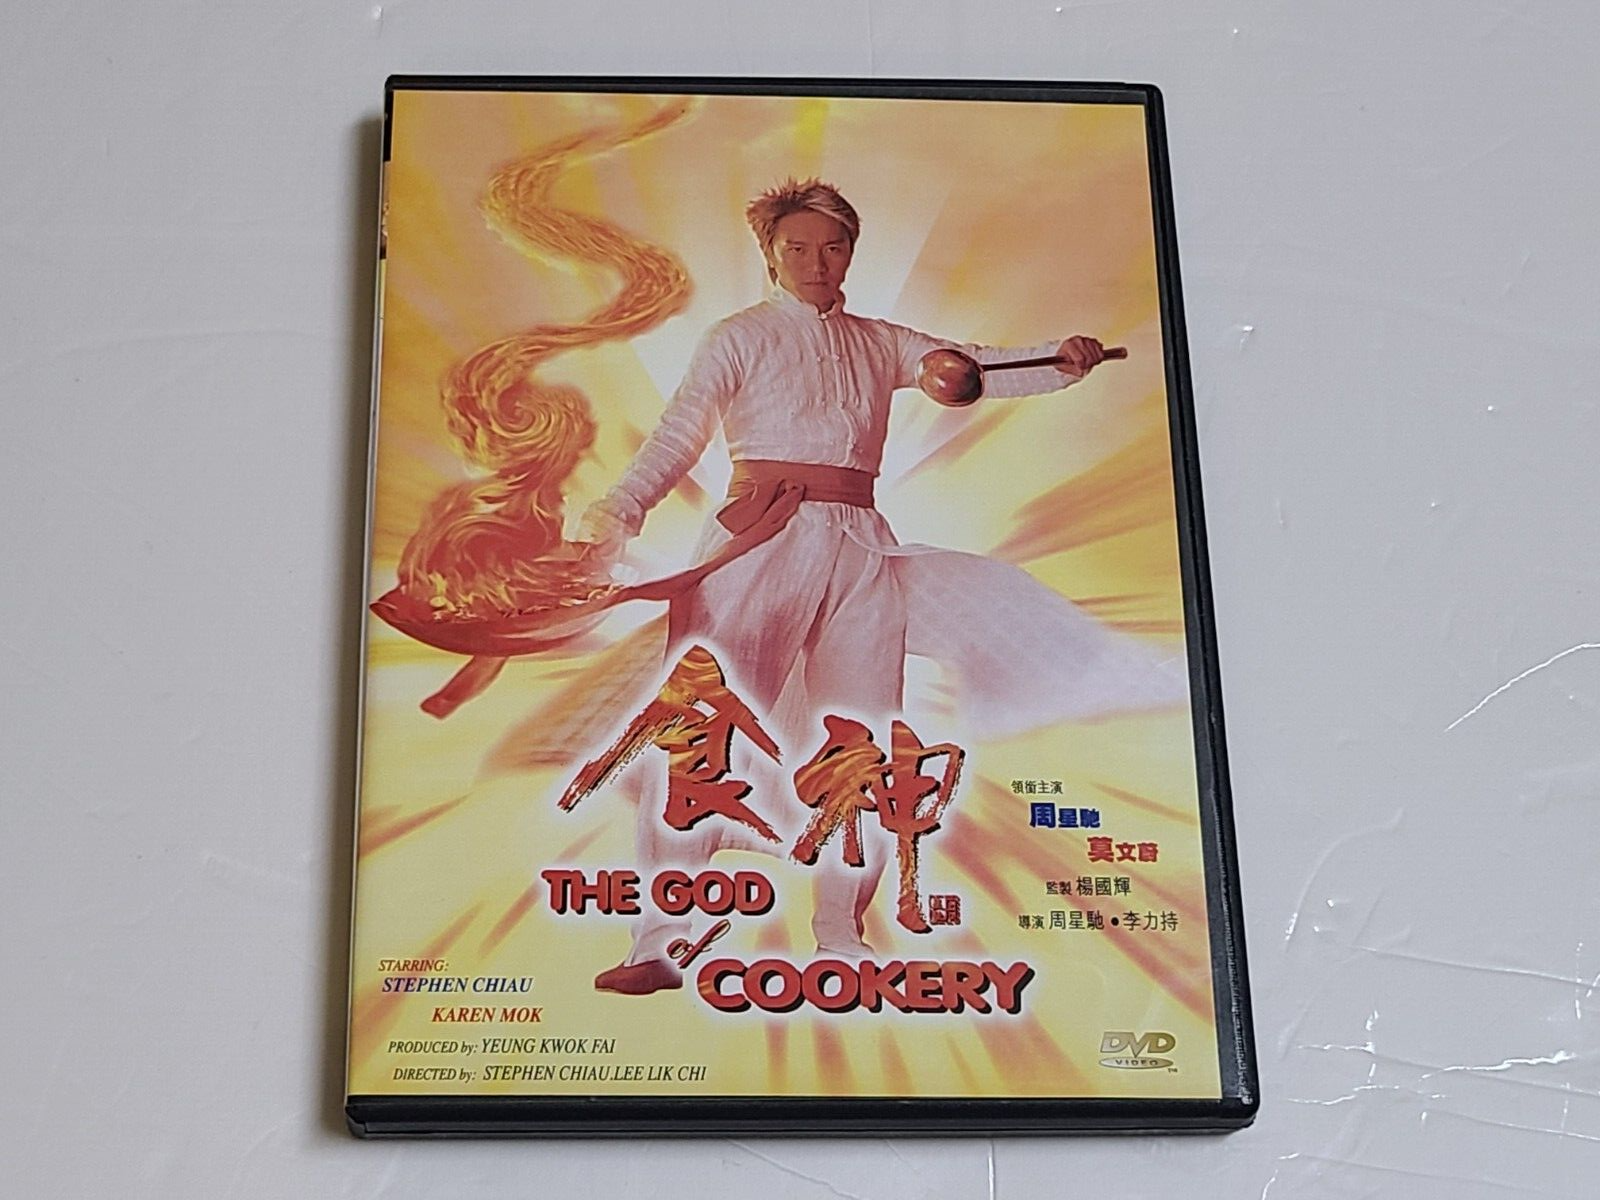 食神
THE GOD
of
COOKERY
領銜主演
周星馳
莫文蔚
監製 楊國輝
導演 周星馳●李力持
STARRING:
STEPHEN CHIAU
KAREN MOK
PRODUCED by: YEUNG KWOK FAI
DIRECTED by: STEPHEN CHIAU.LEE LIK CHI
DVD
VIDEO
TM